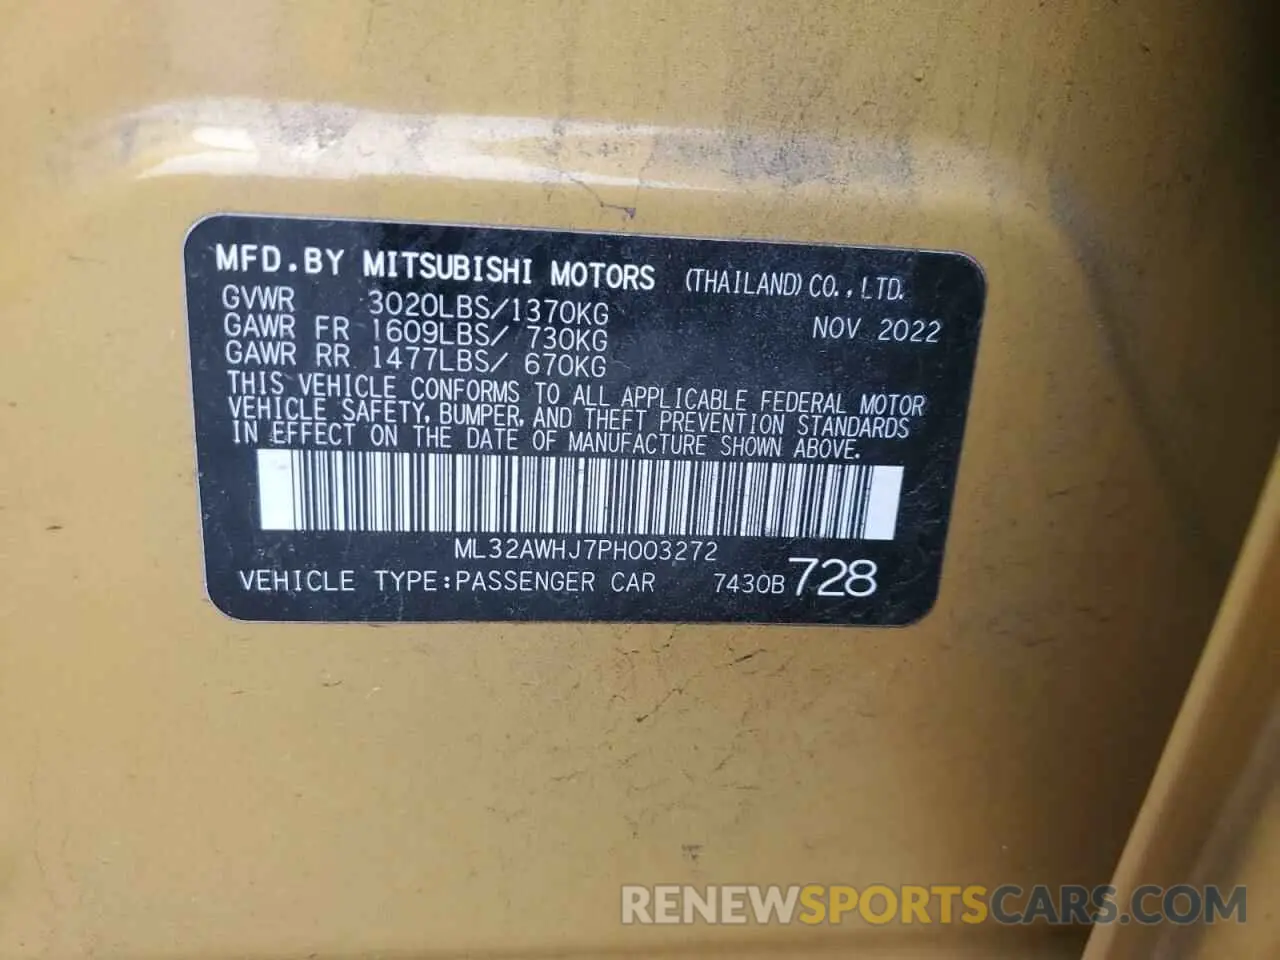 MFD.BY MITSUBISHI MOTORS (THAILAND) CO., LTD.
GVWR 3020LBS/1370KG NOV 2022
GAWR FR 1609LBS/ 730KG
GAWR RR 1477LBS/ 670KG
THIS VEHICLE CONFORMS TO ALL APPLICABLE FEDERAL MOTOR
VEHICLE SAFETY, BUMPER, AND THEFT PREVENTION STANDARDS
IN EFFECT ON THE DATE OF MANUFACTURE SHOWN ABOVE.
ML32AWHJ7PH003272
VEHICLE TYPE:PASSENGER CAR 7430B 728
RENEWSPORTSCARS.COM